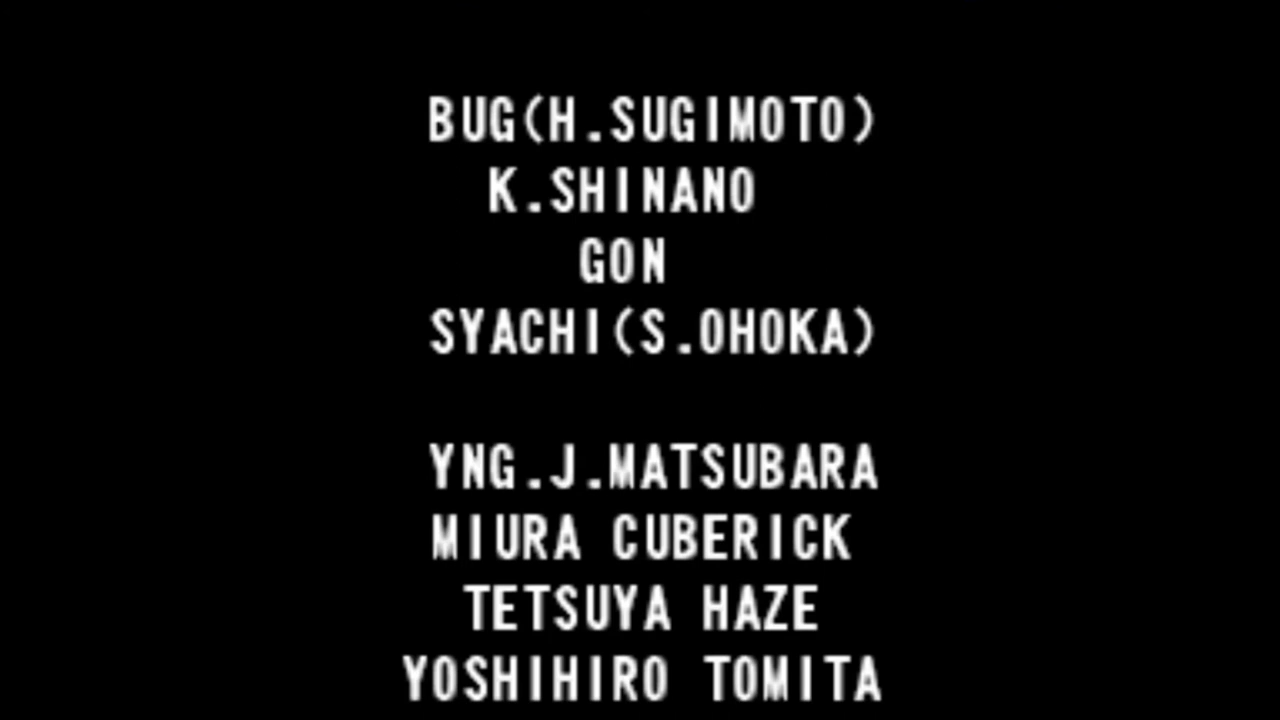 BUG(H.SUGIMOTO)
K.SHINANO
GON
SYACHI(S.OHOKA)
YNG.J.MATSUBARA
MIURA CUBERICK
TETSUYA HAZE
YOSHIHIRO TOMITA